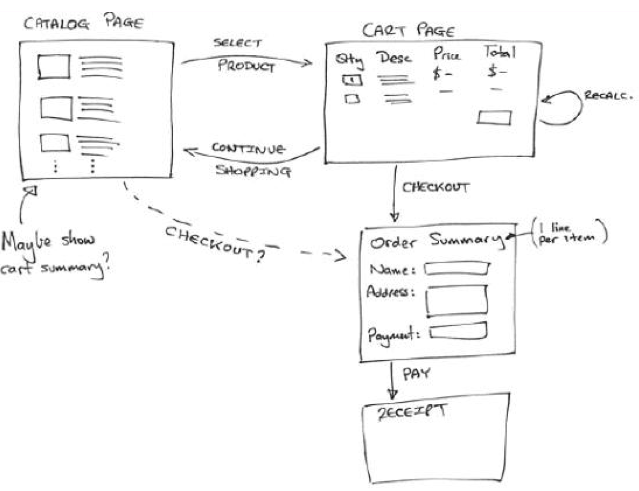 CATALOG PAGE
SELECT
PRODUCT
CART PAGE
Qty Desc Price Total
1 $- $-
RECALC.
CONTINUE
SHOPPING
CHECKOUT
Maybe show
cart summary?
CHECKOUT?
Order Summary
(1 line
per item)
Name:
Address:
Payment:
PAY
RECEIPT